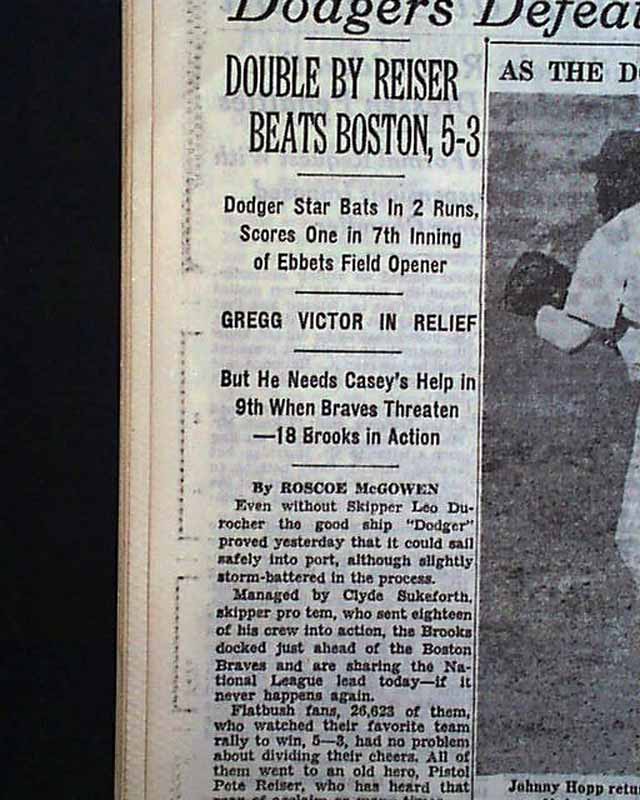 Dodgers Defeat
DOUBLE BY REISER
BEATS BOSTON, 5-3
Dodger Star Bats In 2 Runs,
Scores One in 7th Inning
of Ebbets Field Opener
GREGG VICTOR IN RELIEF
But He Needs Casey's Help in
9th When Braves Threaten
—18 Brooks in Action
By ROSCOE McGOWEN
Even without Skipper Leo Du-
rocher the good ship "Dodger"
proved yesterday that it could sail
safely into port, although slightly
storm-battered in the process.
Managed by Clyde Sukeforth,
skipper pro tem, who sent eighteen
of his crew into action, the Brooks
docked just ahead of the Boston
Braves and are sharing the Na-
tional League lead today—if it
never happens again.
Flatbush fans, 26,623 of them,
who watched their favorite team
rally to win, 5—3, had no problem
about dividing their cheers. All of
them went to an old hero, Pistol
Pete Reiser, who has heard that
AS THE DO
Johnny Hopp retu